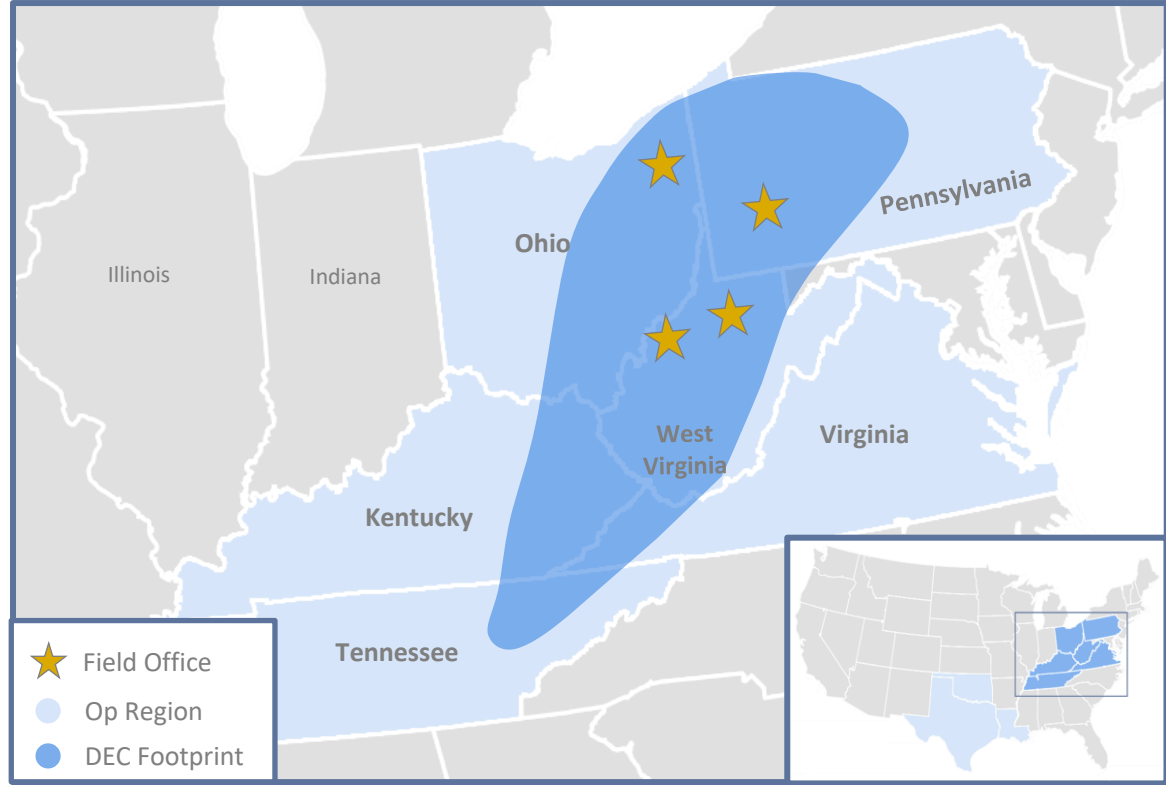 Pennsylvania
Ohio
Illinois
Indiana
West
Virginia
Virginia
Kentucky
Tennessee
Field Office
Op Region
DEC Footprint